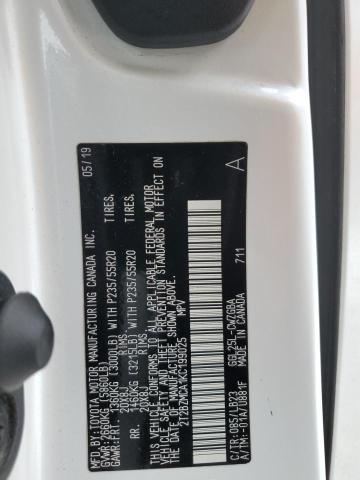 MFD.BY:TOYOTA MOTOR MANUFACTURING CANADA INC. 05/19
GVWR:2660KG (5860LB)
GAWR:FRT. 1360KG (3000LB) WITH P235/55R20 TIRES,
20X8J RIMS
RR. 1460KG (3215LB) WITH P235/55R20 TIRES,
RIMS
THIS VEHICLE CONFORMS TO ALL APPLICABLE FEDERAL MOTOR
VEHICLE SAFETY, BUMPER, AND THEFT PREVENTION STANDARDS IN EFFECT
ON THE DATE OF MANUFACTURE SHOWN ABOVE.
2T2BZMCA1KC199025 MPV
A
711
C/TR:085/LB23 GGL25L-CWZGBA
A/TM:-01A/U881F MADE IN CANADA